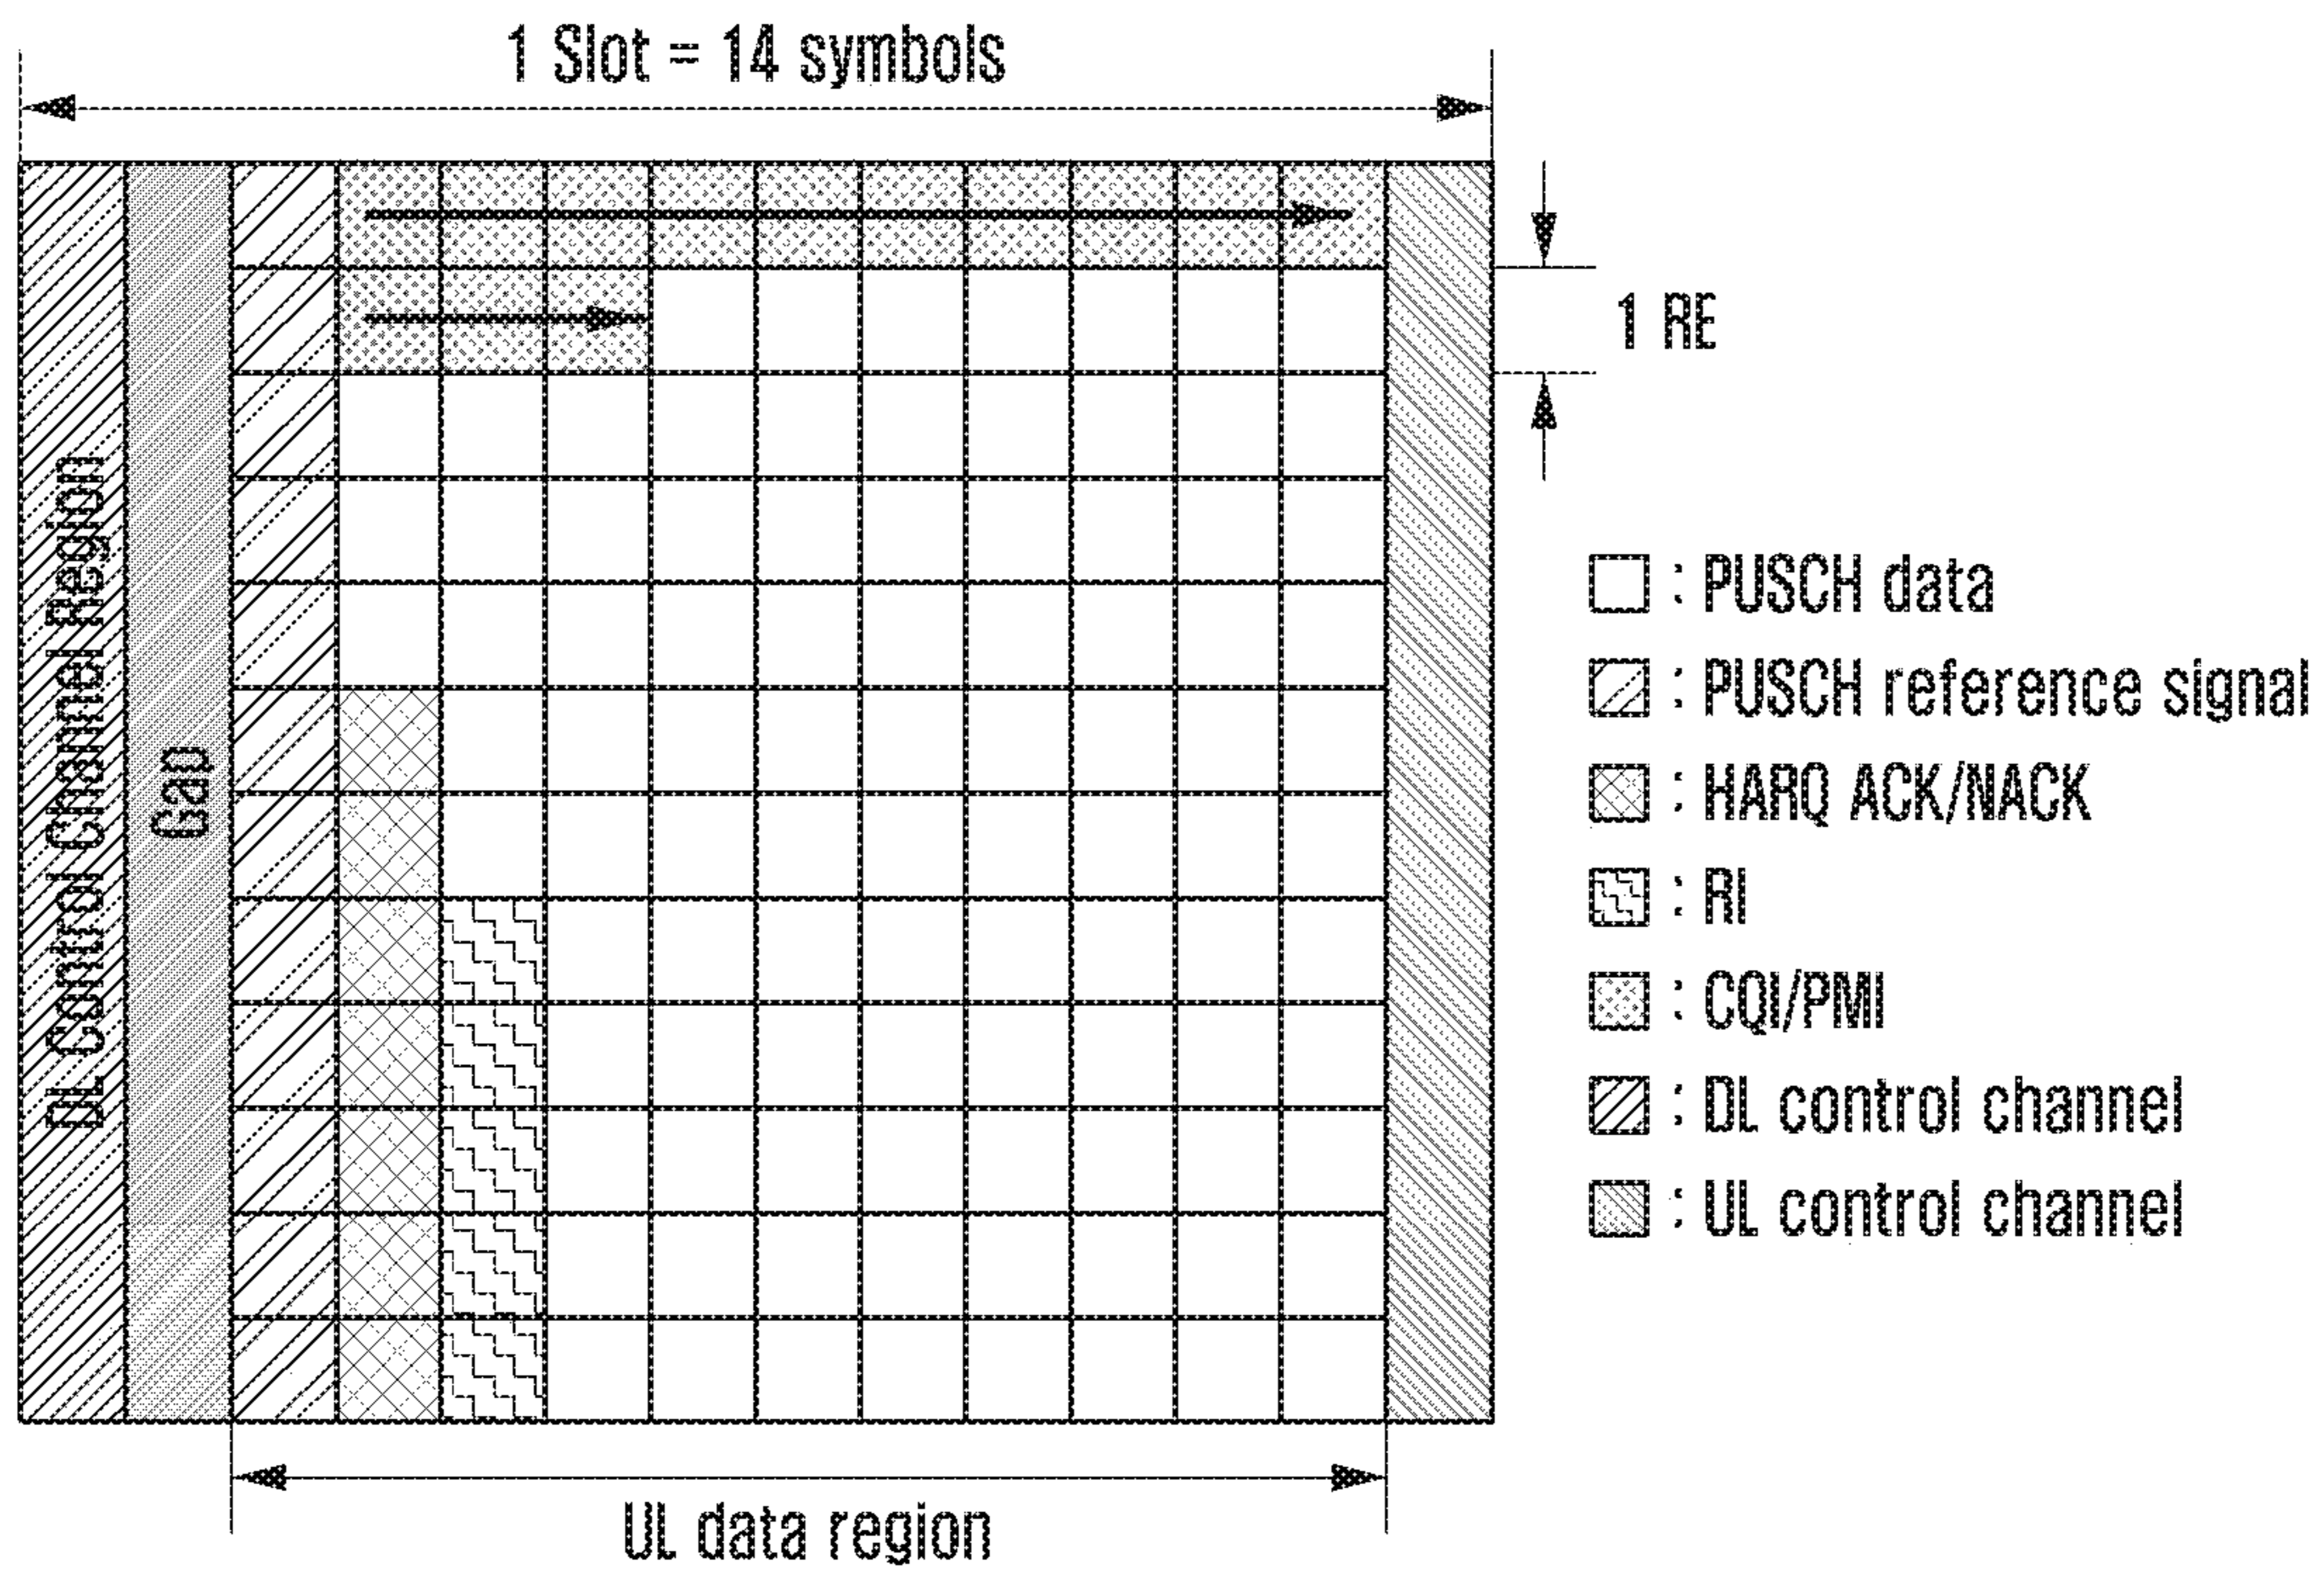 1 Slot = 14 symbols
1 RE
DL Control Channel Region
Gap
: PUSCH data
: PUSCH reference signal
: HARQ ACK/NACK
: RI
: CQI/PMI
: DL control channel
: UL control channel
UL data region